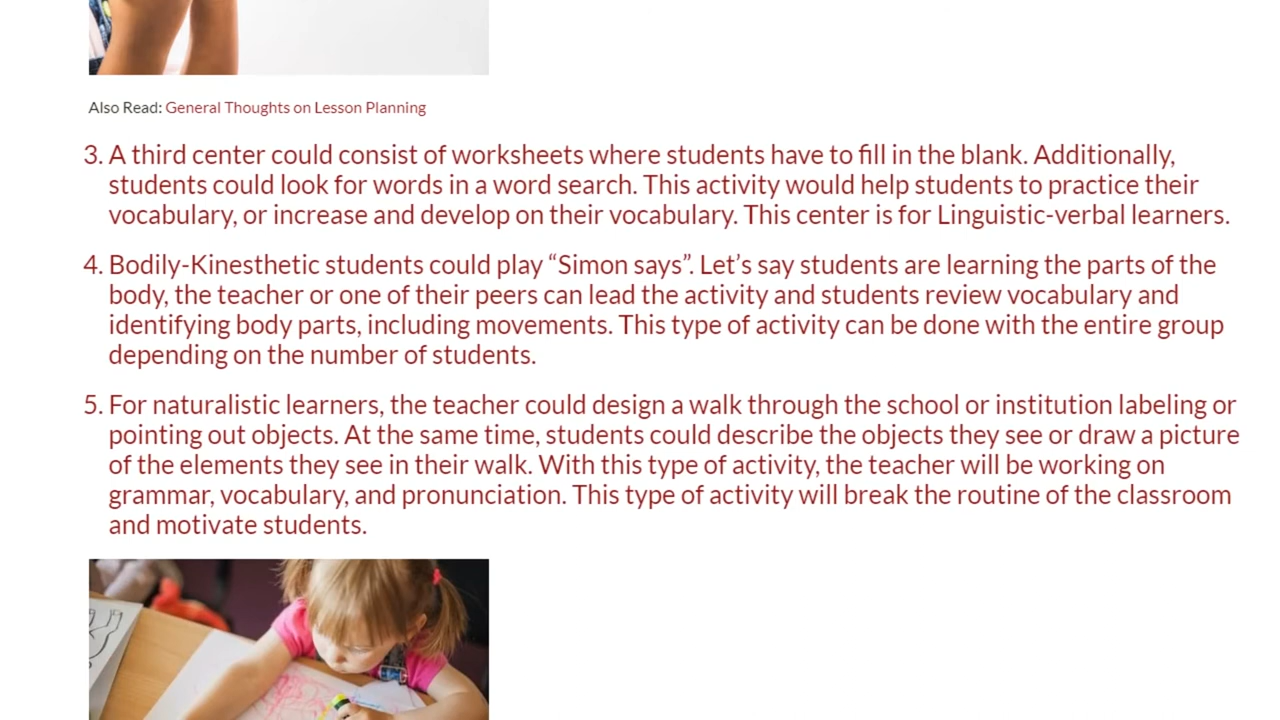 Also Read: General Thoughts on Lesson Planning
3. A third center could consist of worksheets where students have to fill in the blank. Additionally,
students could look for words in a word search. This activity would help students to practice their
vocabulary, or increase and develop on their vocabulary. This center is for Linguistic-verbal learners.
4. Bodily-Kinesthetic students could play “Simon says”. Let’s say students are learning the parts of the
body, the teacher or one of their peers can lead the activity and students review vocabulary and
identifying body parts, including movements. This type of activity can be done with the entire group
depending on the number of students.
5. For naturalistic learners, the teacher could design a walk through the school or institution labeling or
pointing out objects. At the same time, students could describe the objects they see or draw a picture
of the elements they see in their walk. With this type of activity, the teacher will be working on
grammar, vocabulary, and pronunciation. This type of activity will break the routine of the classroom
and motivate students.